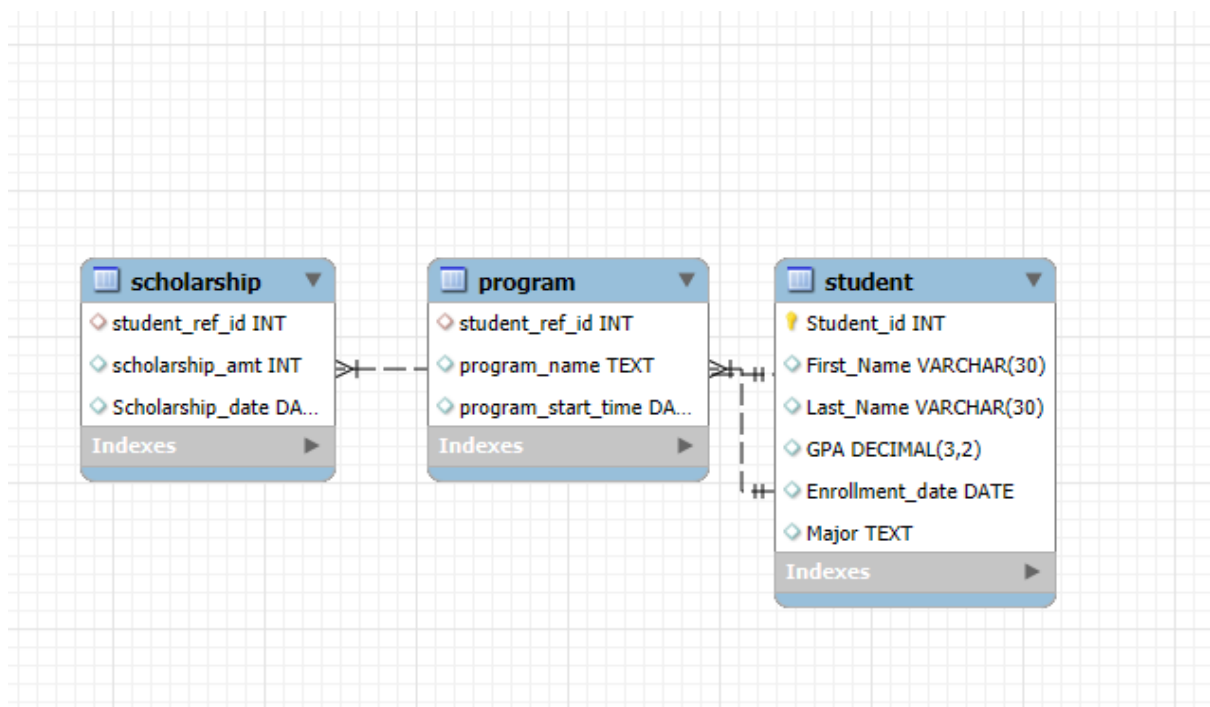 scholarship
student_ref_id INT
scholarship_amt INT
Scholarship_date DA...
Indexes
program
student_ref_id INT
program_name TEXT
program_start_time DA...
Indexes
student
Student_id INT
First_Name VARCHAR(30)
Last_Name VARCHAR(30)
GPA DECIMAL(3,2)
Enrollment_date DATE
Major TEXT
Indexes